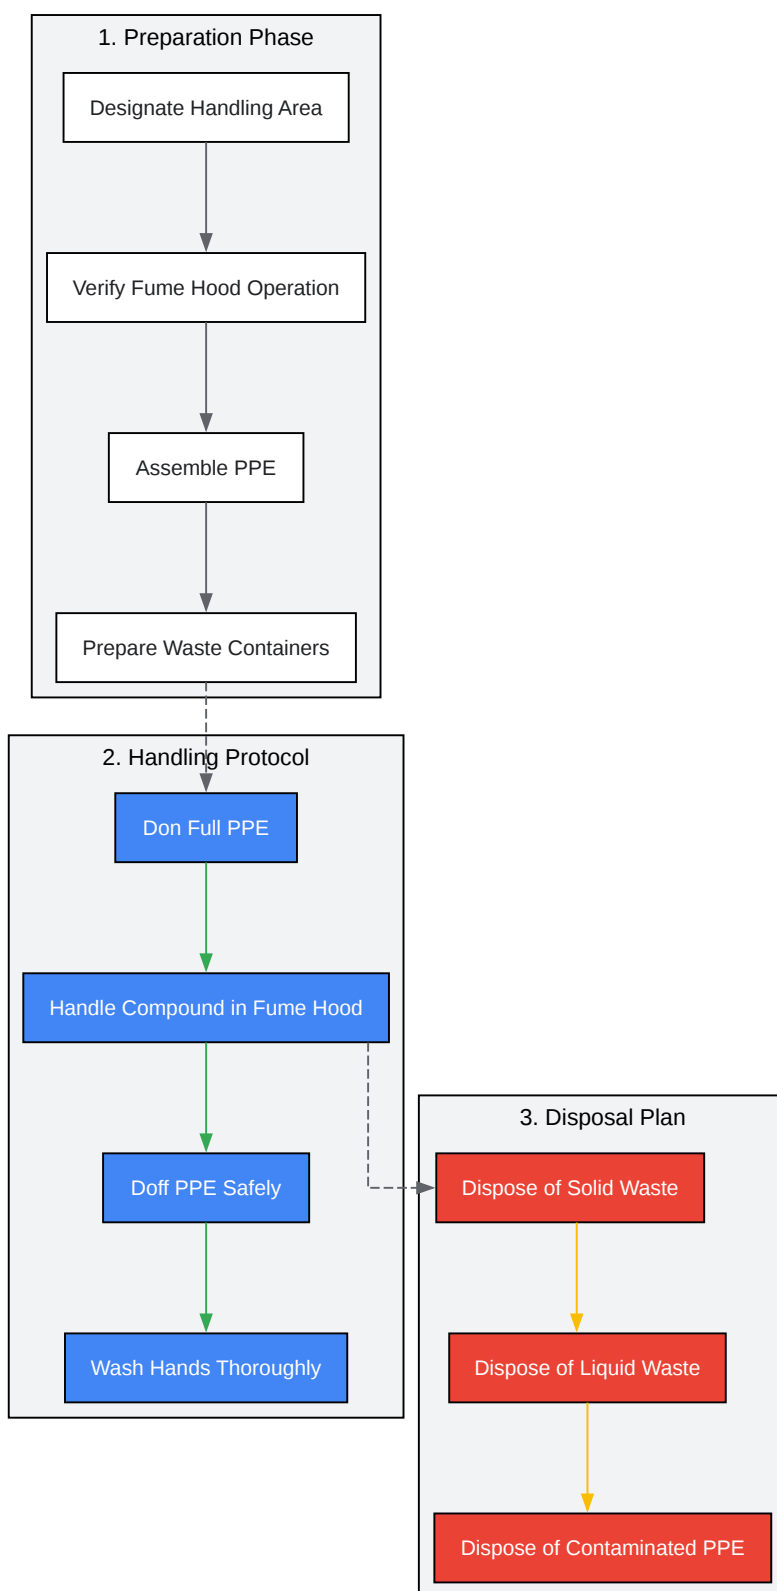 1. Preparation Phase
Designate Handling Area
Verify Fume Hood Operation
Assemble PPE
Prepare Waste Containers
2. Handling Protocol
Don Full PPE
Handle Compound in Fume Hood
Doff PPE Safely
Wash Hands Thoroughly
3. Disposal Plan
Dispose of Solid Waste
Dispose of Liquid Waste
Dispose of Contaminated PPE